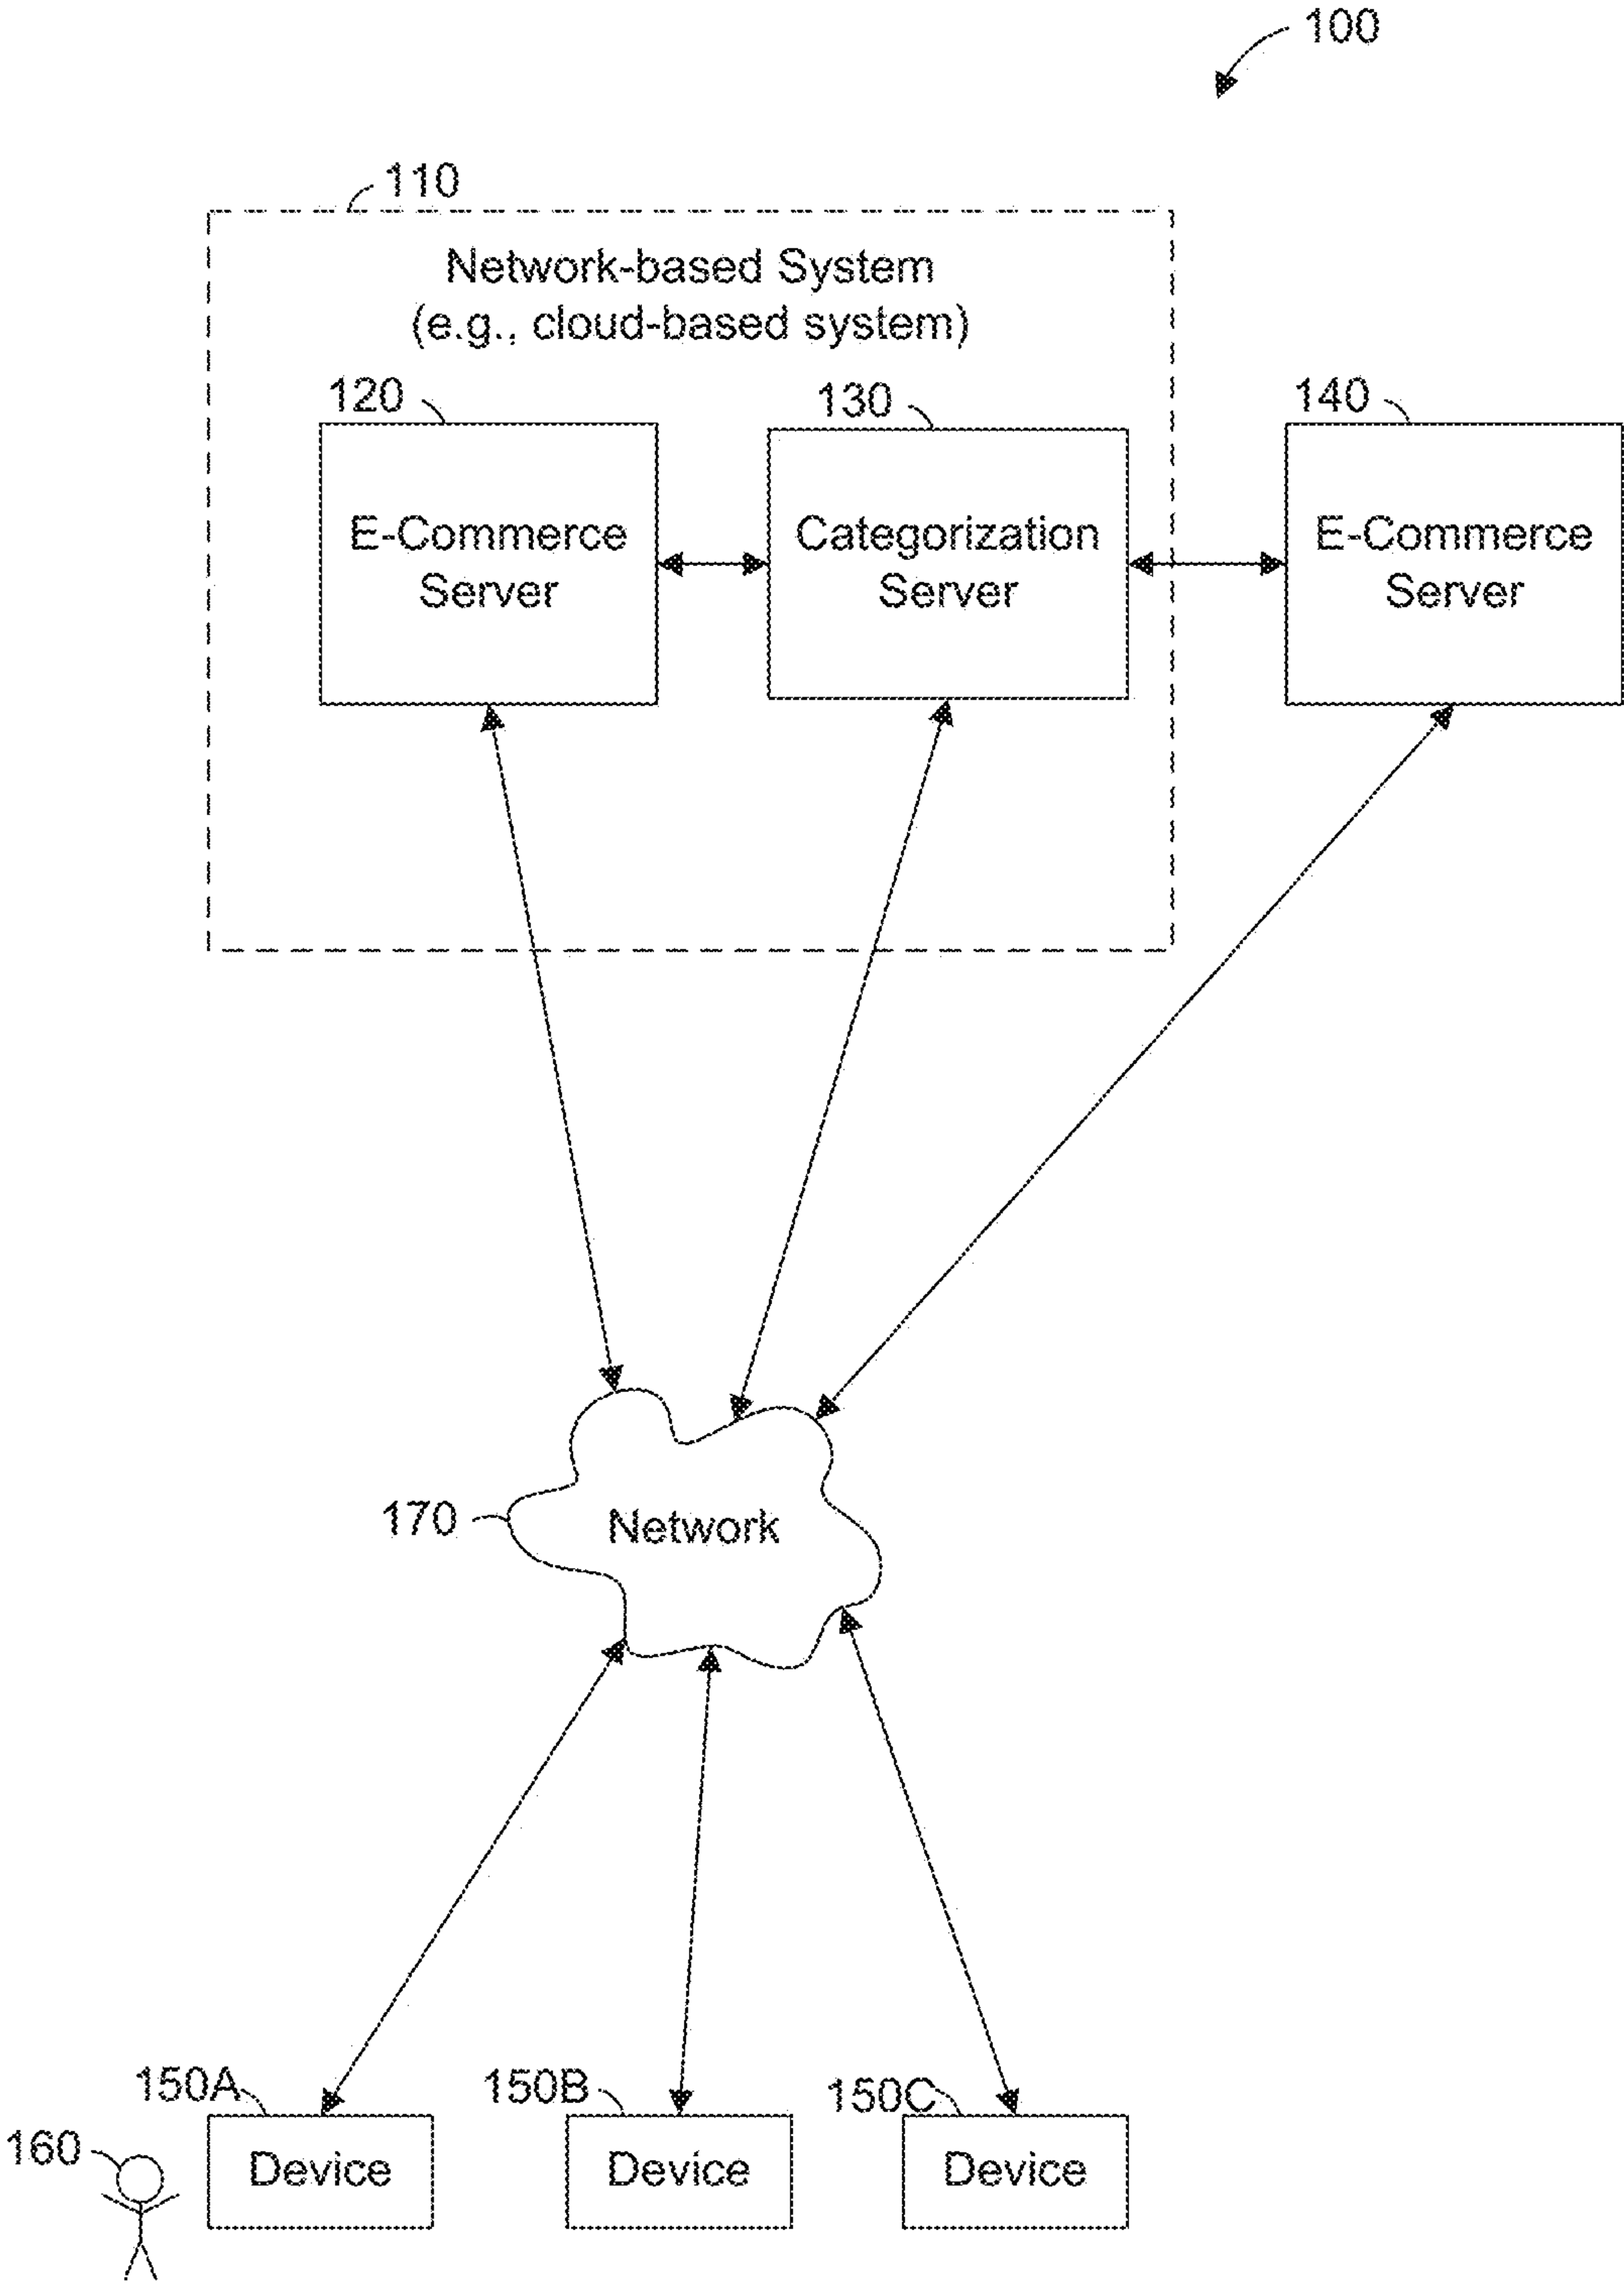 100
110
Network-based System
(e.g., cloud-based system)
120
130
140
E-Commerce
Server
Categorization
Server
E-Commerce
Server
170
Network
150A
150B
150C
160
Device
Device
Device